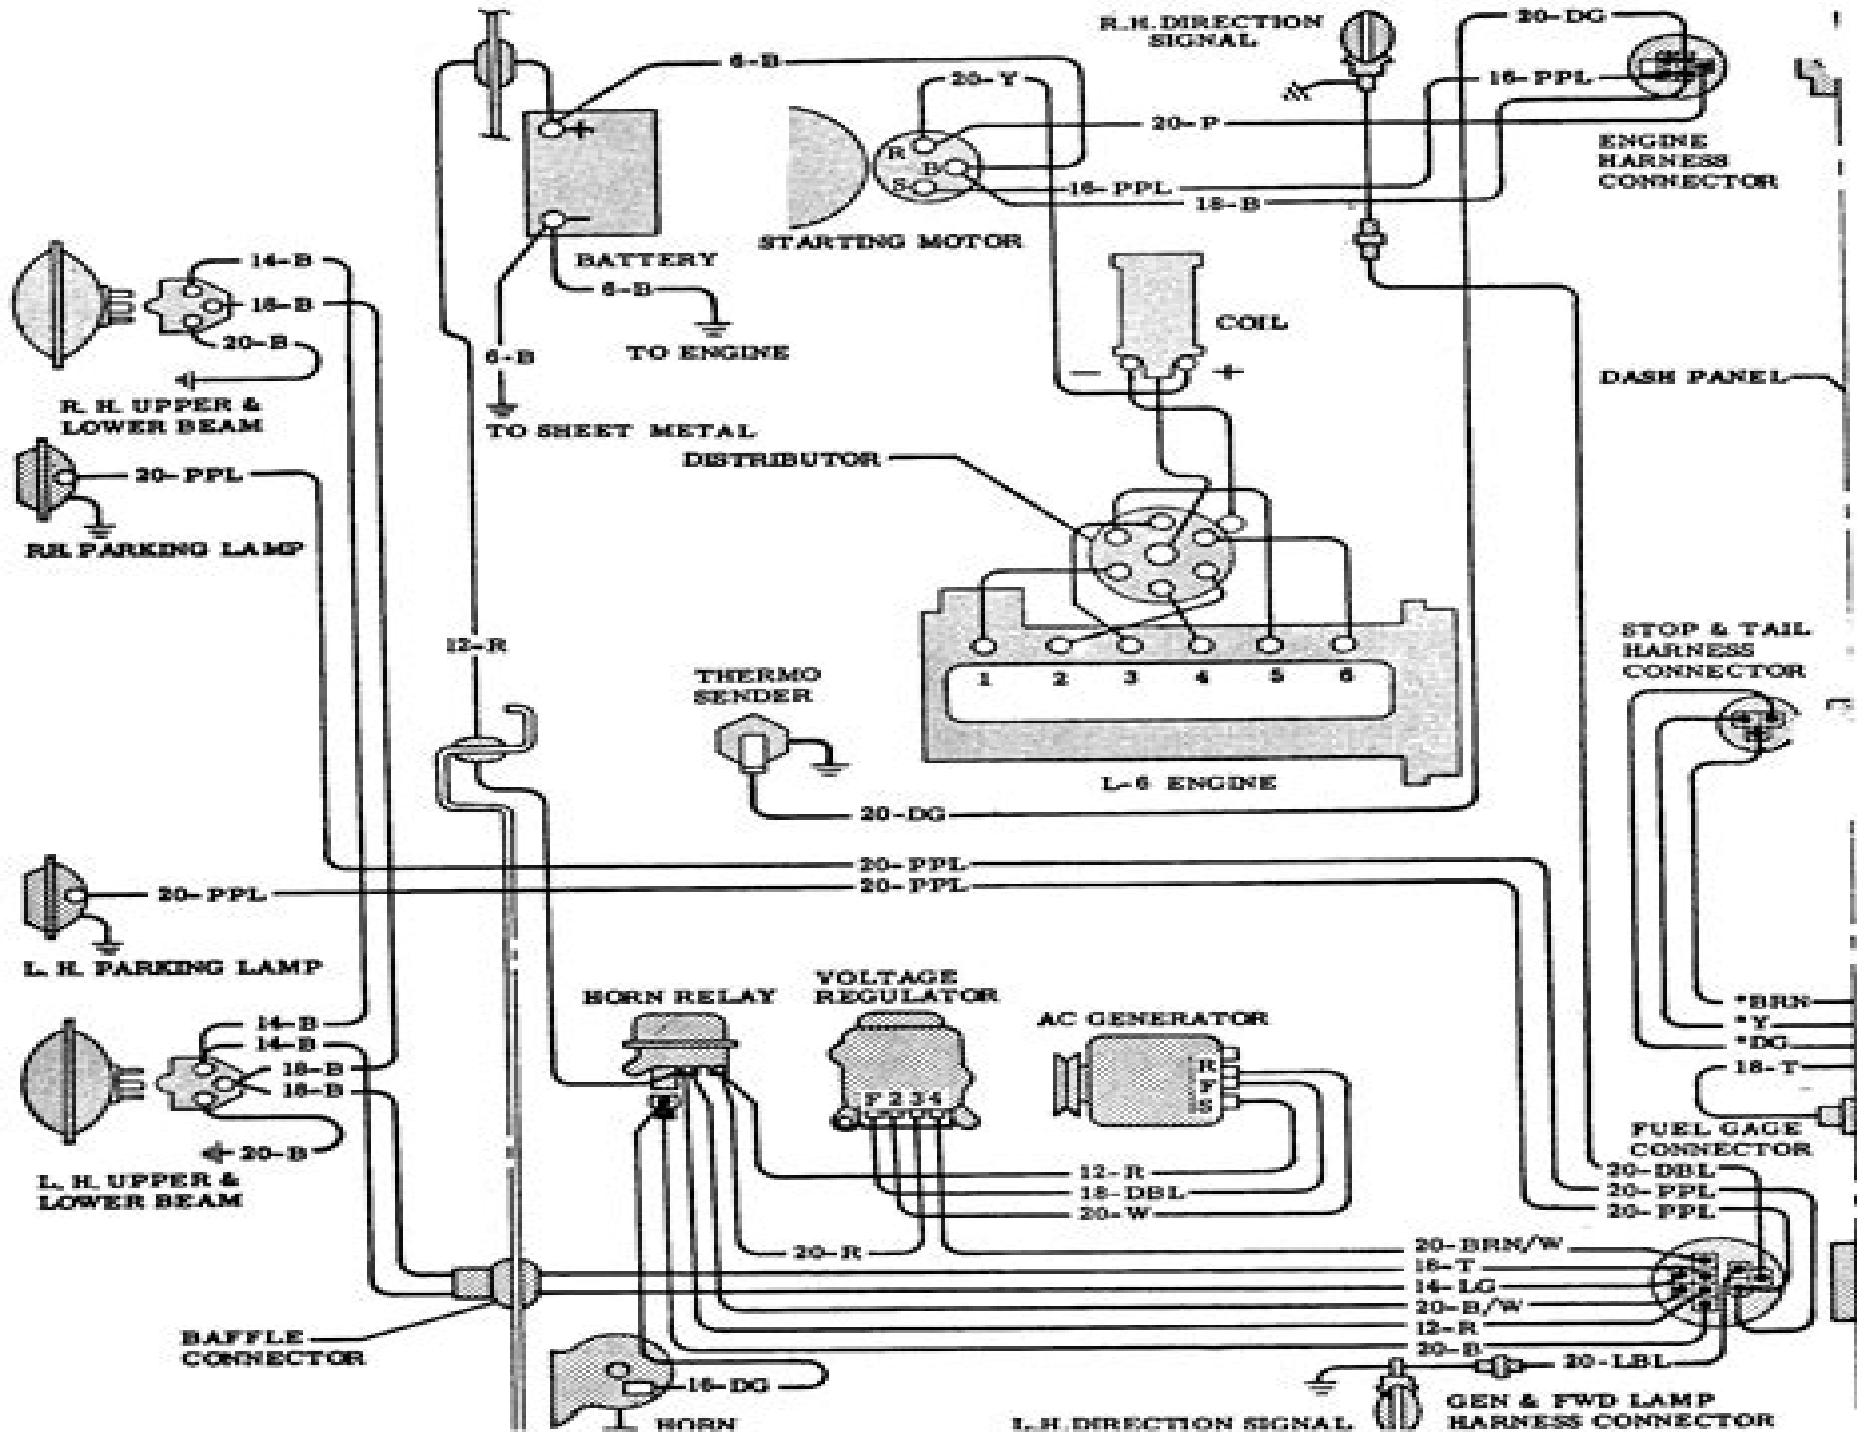 R.H. DIRECTION
SIGNAL
20-DG
6-B
20-Y
16-PPL
20-P
ENGINE
HARNESS
CONNECTOR
+
R
B
S
16-PPL
18-B
−
STARTING MOTOR
BATTERY
6-B
14-B
18-B
20-B
COIL
6-B
TO ENGINE
− +
DASH PANEL
R. H. UPPER &
LOWER BEAM
TO SHEET METAL
DISTRIBUTOR
20-PPL
RH. PARKING LAMP
12-R
STOP & TAIL
HARNESS
CONNECTOR
THERMO
SENDER
1 2 3 4 5 6
L-6 ENGINE
20-DG
20-PPL
20-PPL
20-PPL
L. H. PARKING LAMP
HORN RELAY
VOLTAGE
REGULATOR
AC GENERATOR
*BRN
*Y
*DG
18-T
14-B
14-B
18-B
18-B
R
F
S
F 2 3 4
20-B
FUEL GAGE
CONNECTOR
L. H. UPPER &
LOWER BEAM
12-R
18-DBL
20-W
20-DBL
20-PPL
20-PPL
20-R
20-BRN/W
18-T
14-LG
20-B/W
12-R
20-B
20-LBL
BAFFLE
CONNECTOR
16-DG
HORN
L.H. DIRECTION SIGNAL
GEN & FWD LAMP
HARNESS CONNECTOR